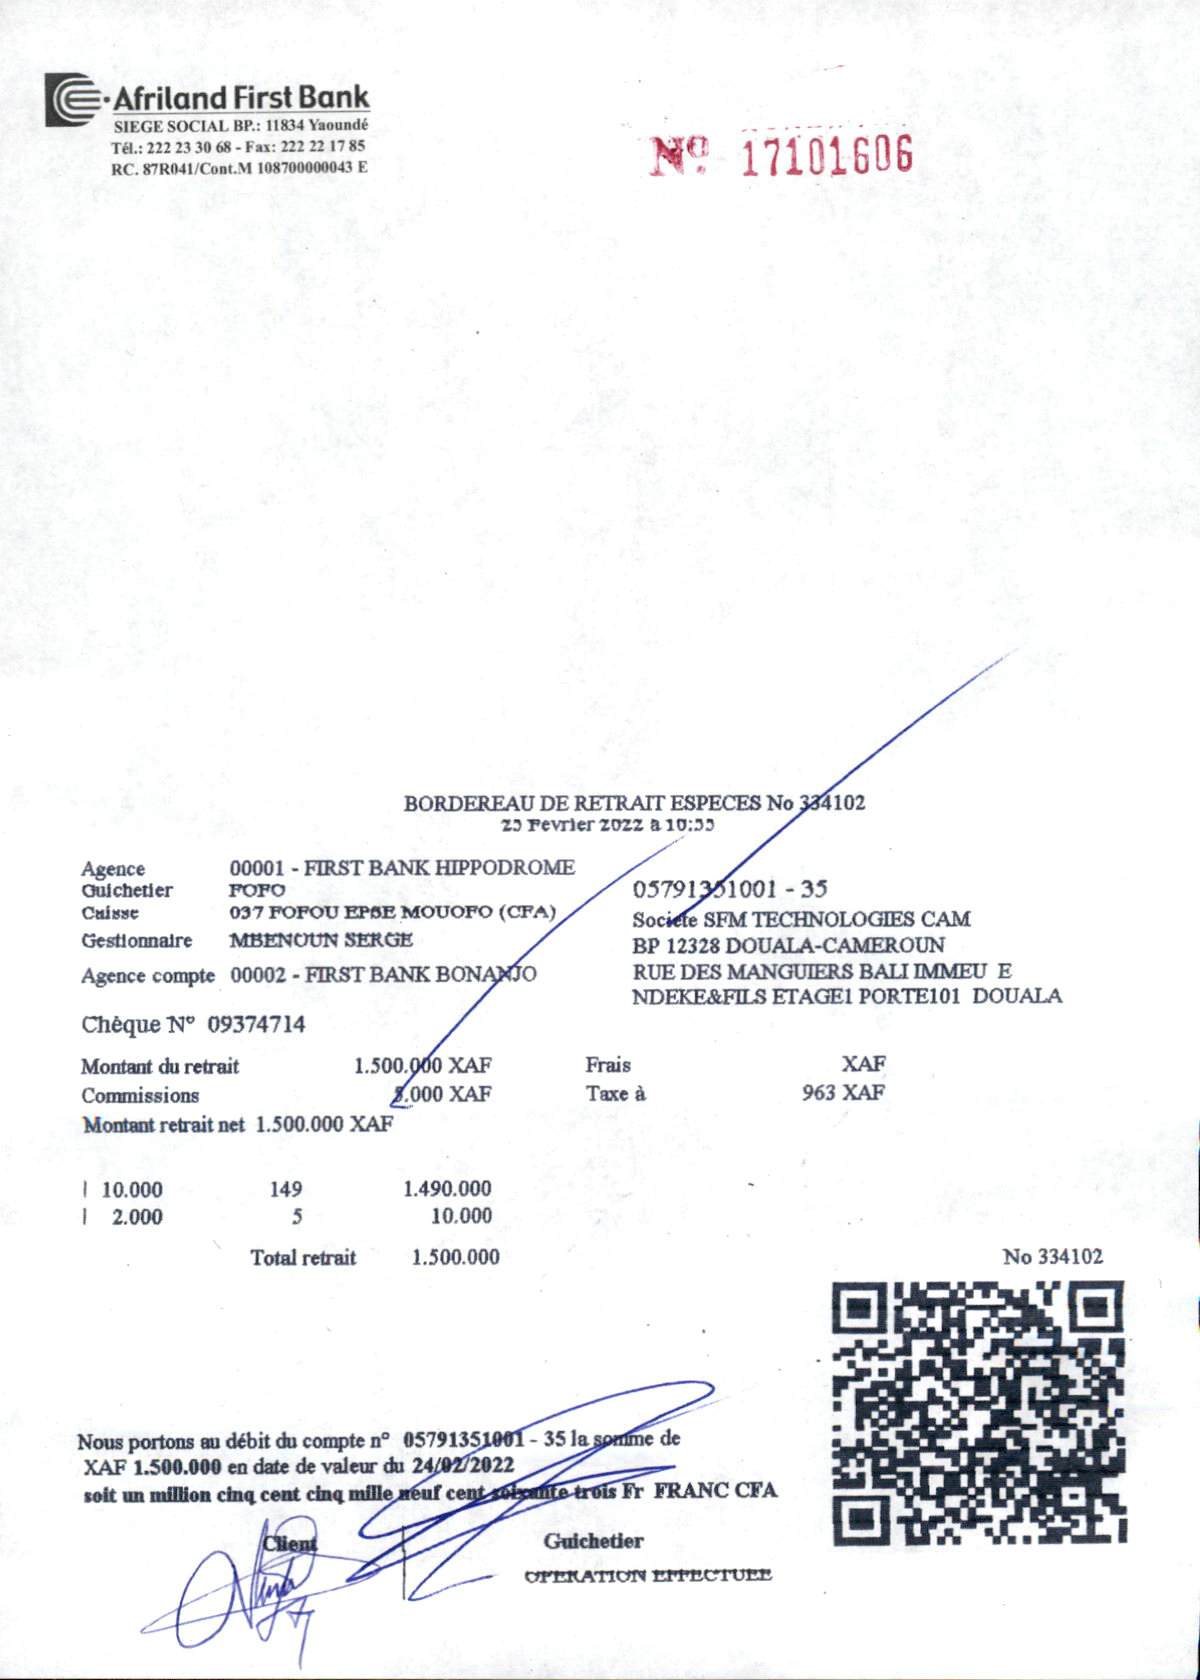 Afriland First Bank
SIEGE SOCIAL BP.: 11834 Yaoundé
Tél.: 222 23 30 68 - Fax: 222 22 17 85
RC. 87R041/Cont.M 108700000043 E
Nº 17101606
BORDEREAU DE RETRAIT ESPECES No 334102
23 Fevrier 2022 à 10:33
Agence 00001 - FIRST BANK HIPPODROME
Guichetier FOFO
Caisse 037 FOFOU EPSE MOUOFO (CFA)
Gestionnaire MBENOUN SERGE
Agence compte 00002 - FIRST BANK BONANJO
05791351001 - 35
Societe SFM TECHNOLOGIES CAM
BP 12328 DOUALA-CAMEROUN
RUE DES MANGUIERS BALI IMMEU E
NDEKE&FILS ETAGE1 PORTE101 DOUALA
Chèque N° 09374714
Montant du retrait 1.500.000 XAF Frais XAF
Commissions 5.000 XAF Taxe à 963 XAF
Montant retrait net 1.500.000 XAF
| 10.000 149 1.490.000
| 2.000 5 10.000
Total retrait 1.500.000
No 334102
Nous portons au débit du compte n° 05791351001 - 35 la somme de
XAF 1.500.000 en date de valeur du 24/02/2022
soit un million cinq cent cinq mille neuf cent soixante trois Fr FRANC CFA
Client Guichetier
OPERATION EFFECTUEE